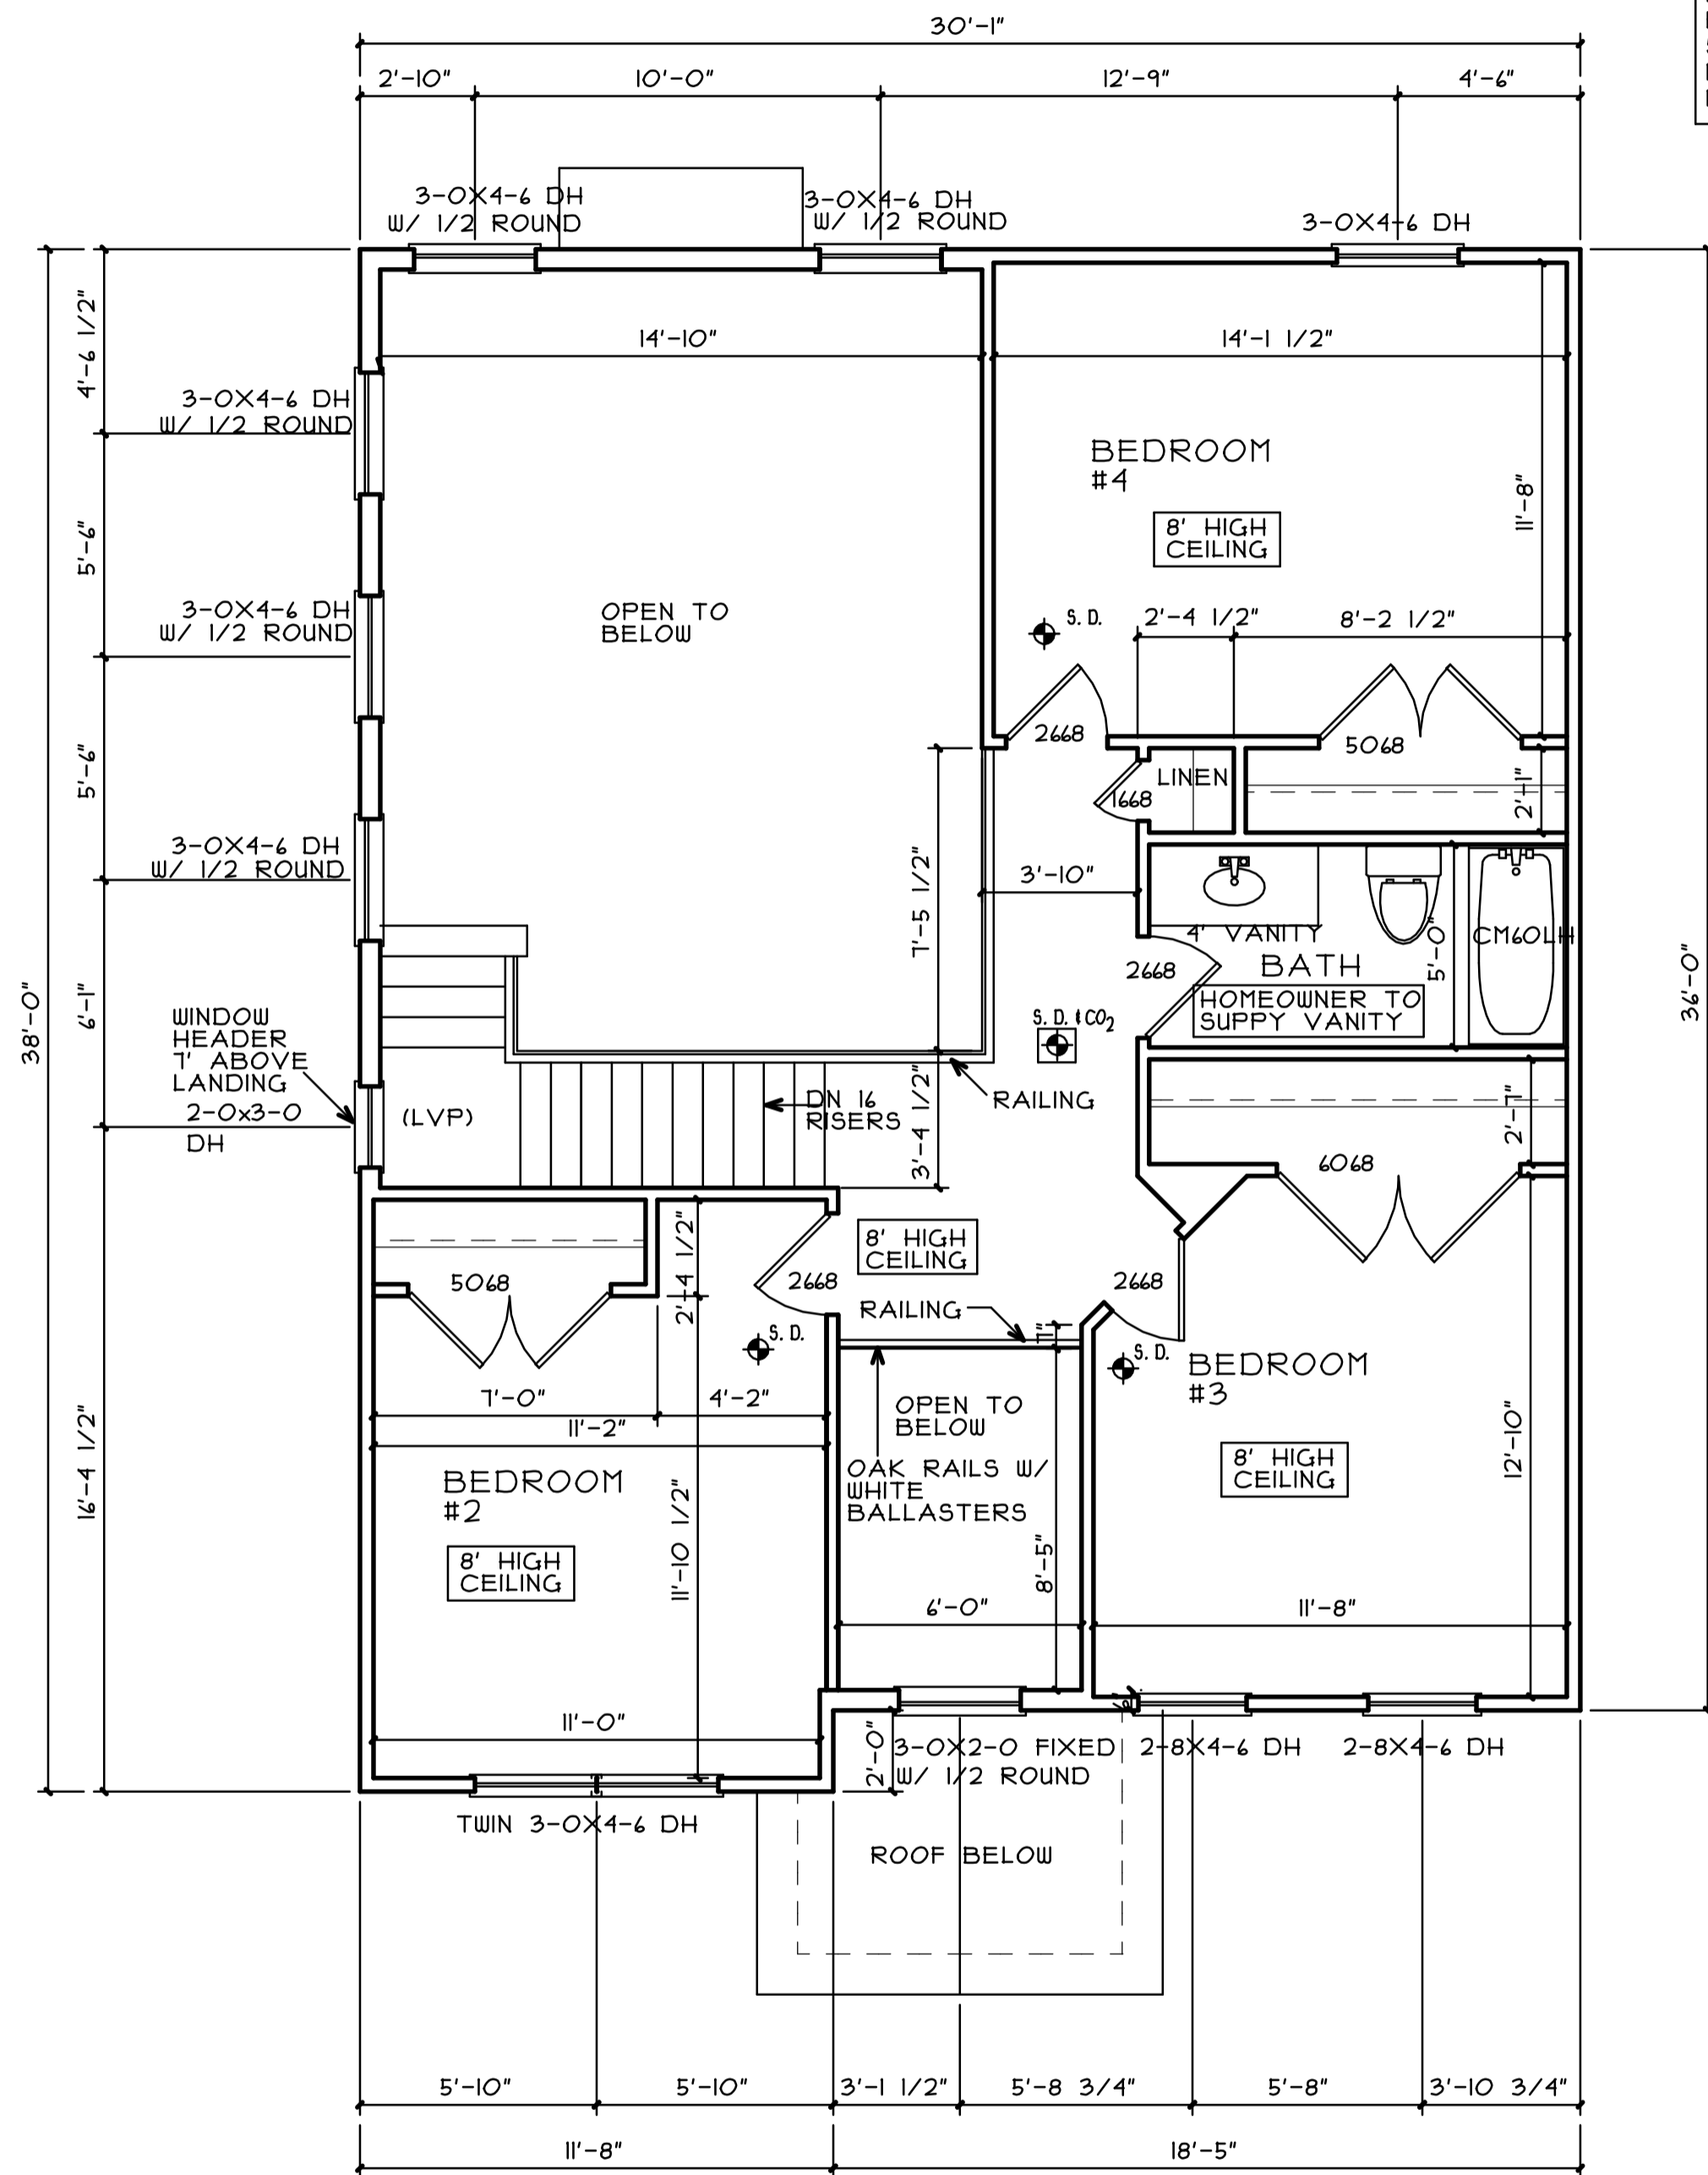 30'-1"
2'-10"
10'-0"
12'-9"
4'-6"
3-0X4-6 DH
W/ 1/2 ROUND
3-0X4-6 DH
W/ 1/2 ROUND
3-0X4-6 DH
14'-10"
14'-1 1/2"
4'-6 1/2"
3-0X4-6 DH
W/ 1/2 ROUND
BEDROOM
#4
11'-8"
8' HIGH
CEILING
5'-6"
3-0X4-6 DH
W/ 1/2 ROUND
OPEN TO
BELOW
S. D.
2'-4 1/2"
8'-2 1/2"
2668
5068
5'-6"
LINEN
1668
2'-1"
3-0X4-6 DH
W/ 1/2 ROUND
7'-5 1/2"
3'-10"
4' VANITY
5'-0"
CM60LH
2668
BATH
HOMEOWNER TO
SUPPY VANITY
38'-0"
6'-1"
36'-0"
WINDOW
HEADER
7' ABOVE
LANDING
2-0x3-0
DH
(LVP)
S. D. & CO2
DN 16
RISERS
RAILING
3'-4 1/2"
2'-7"
6068
8' HIGH
CEILING
2'-4 1/2"
5068
2668
2668
RAILING
7"
S. D.
S. D.
BEDROOM
#3
7'-0"
4'-2"
11'-2"
OPEN TO
BELOW
12'-10"
16'-4 1/2"
OAK RAILS W/
WHITE
BALLASTERS
8' HIGH
CEILING
BEDROOM
#2
11'-10 1/2"
8' HIGH
CEILING
8'-5"
6'-0"
11'-8"
11'-0"
2'-0"
3-0X2-0 FIXED
W/ 1/2 ROUND
2-8X4-6 DH
2-8X4-6 DH
TWIN 3-0X4-6 DH
ROOF BELOW
5'-10"
5'-10"
3'-1 1/2"
5'-8 3/4"
5'-8"
3'-10 3/4"
11'-8"
18'-5"